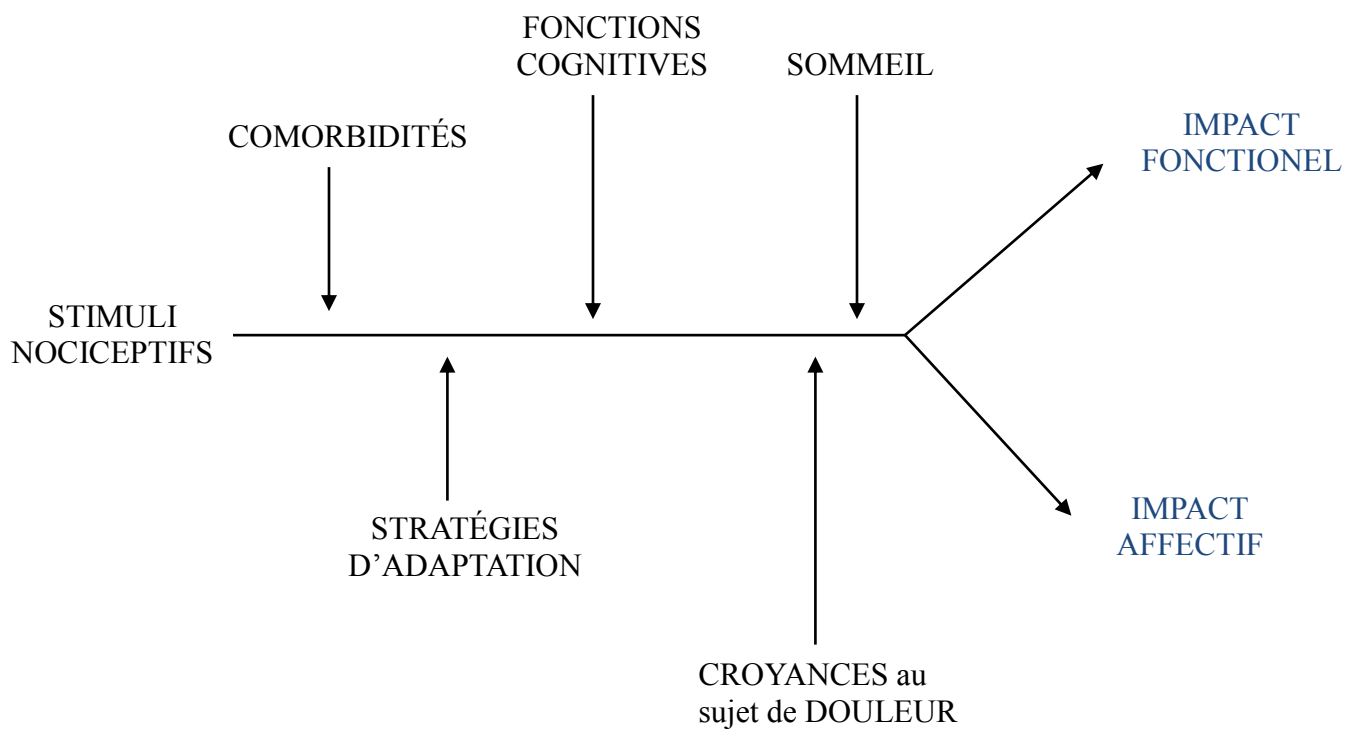 FONCTIONS
COGNITIVES
SOMMEIL
COMORBIDITÉS
IMPACT
FONCTIONEL
STIMULI
NOCICEPTIFS
STRATÉGIES
D’ADAPTATION
IMPACT
AFFECTIF
CROYANCES au
sujet de DOULEUR